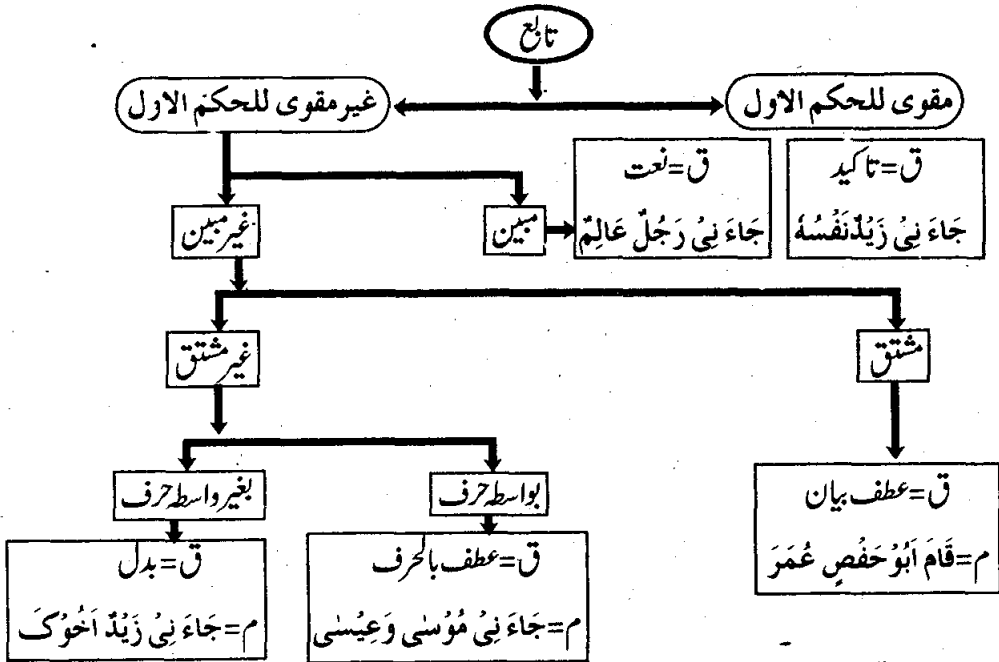 تابع
مقوی للحکم الاول
غیر مقوی للحکم الاول
ق=تاکید
جَاءَ نِیْ زَیْدٌ نَفْسُہٗ
ق=نعت
جَاءَ نِیْ رَجُلٌ عَالِمٌ
مبین
غیر مبین
مشتق
غیر مشتق
ق=عطف بیان
م=قَامَ اَبُوْ حَفْصٍ عُمَرَ
بواسطہ حرف
بغیر واسطہ حرف
ق=عطف بالحرف
م=جَاءَ نِیْ مُوْسٰی وَ عِیْسٰی
ق=بدل
م=جَاءَ نِیْ زَیْدٌ اَخُوْکَ